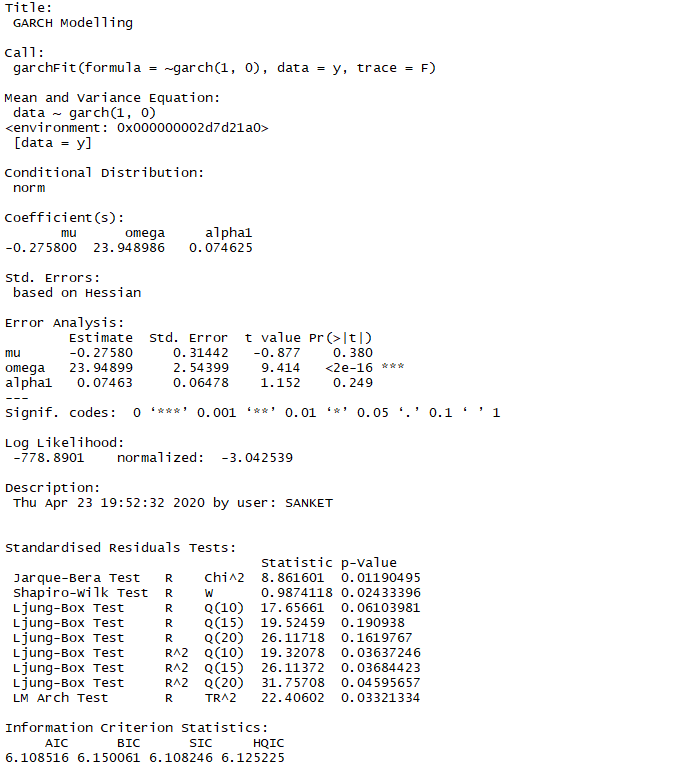 Title:
 GARCH Modelling
Call:
 garchFit(formula = ~garch(1, 0), data = y, trace = F)
Mean and Variance Equation:
 data ~ garch(1, 0)
<environment: 0x000000002d7d21a0>
 [data = y]
Conditional Distribution:
 norm
Coefficient(s):
       mu      omega     alpha1
-0.275800  23.948986   0.074625
Std. Errors:
 based on Hessian
Error Analysis:
        Estimate  Std. Error  t value Pr(>|t|)
mu      -0.27580     0.31442   -0.877    0.380
omega   23.94899     2.54399    9.414   <2e-16 ***
alpha1   0.07463     0.06478    1.152    0.249
---
Signif. codes:  0 ‘***’ 0.001 ‘**’ 0.01 ‘*’ 0.05 ‘.’ 0.1 ‘ ’ 1
Log Likelihood:
 -778.8901    normalized:  -3.042539
Description:
 Thu Apr 23 19:52:32 2020 by user: SANKET
Standardised Residuals Tests:
                                Statistic p-Value
 Jarque-Bera Test   R    Chi^2  8.861601  0.01190495
 Shapiro-Wilk Test  R    W      0.9874118 0.02433396
 Ljung-Box Test     R    Q(10)  17.65661  0.06103981
 Ljung-Box Test     R    Q(15)  19.52459  0.190938
 Ljung-Box Test     R    Q(20)  26.11718  0.1619767
 Ljung-Box Test     R^2  Q(10)  19.32078  0.03637246
 Ljung-Box Test     R^2  Q(15)  26.11372  0.03684423
 Ljung-Box Test     R^2  Q(20)  31.75708  0.04595657
 LM Arch Test       R    TR^2   22.40602  0.03321334
Information Criterion Statistics:
     AIC      BIC      SIC     HQIC
6.108516 6.150061 6.108246 6.125225